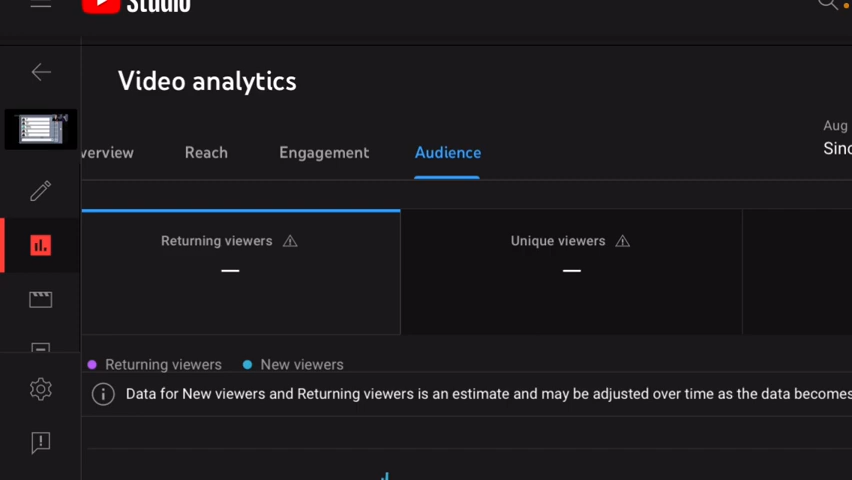 Studio
Video analytics
verview
Reach
Engagement
Audience
Aug
Sinc
Returning viewers
—
Unique viewers
—
Returning viewers
New viewers
Data for New viewers and Returning viewers is an estimate and may be adjusted over time as the data becomes